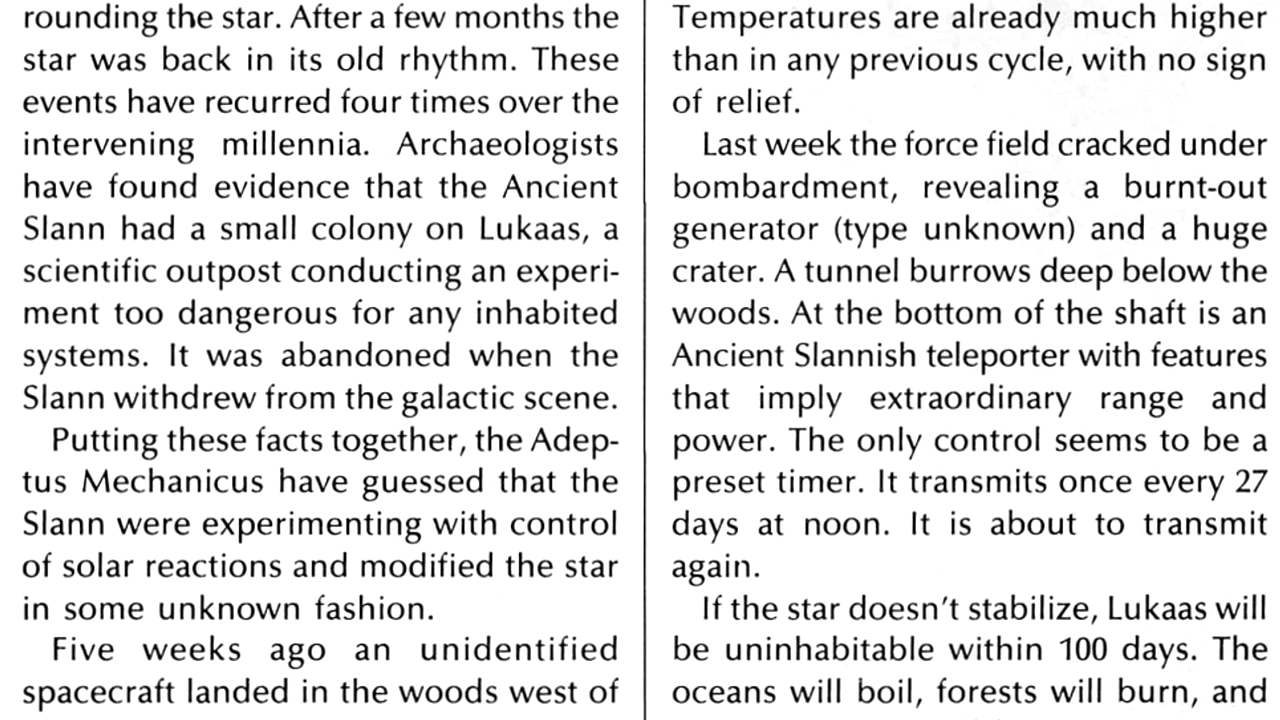 rounding the star. After a few months the
star was back in its old rhythm. These
events have recurred four times over the
intervening millennia. Archaeologists
have found evidence that the Ancient
Slann had a small colony on Lukaas, a
scientific outpost conducting an experi-
ment too dangerous for any inhabited
systems. It was abandoned when the
Slann withdrew from the galactic scene.
Putting these facts together, the Adep-
tus Mechanicus have guessed that the
Slann were experimenting with control
of solar reactions and modified the star
in some unknown fashion.
Five weeks ago an unidentified
spacecraft landed in the woods west of
Temperatures are already much higher
than in any previous cycle, with no sign
of relief.
Last week the force field cracked under
bombardment, revealing a burnt-out
generator (type unknown) and a huge
crater. A tunnel burrows deep below the
woods. At the bottom of the shaft is an
Ancient Slannish teleporter with features
that imply extraordinary range and
power. The only control seems to be a
preset timer. It transmits once every 27
days at noon. It is about to transmit
again.
If the star doesn't stabilize, Lukaas will
be uninhabitable within 100 days. The
oceans will boil, forests will burn, and